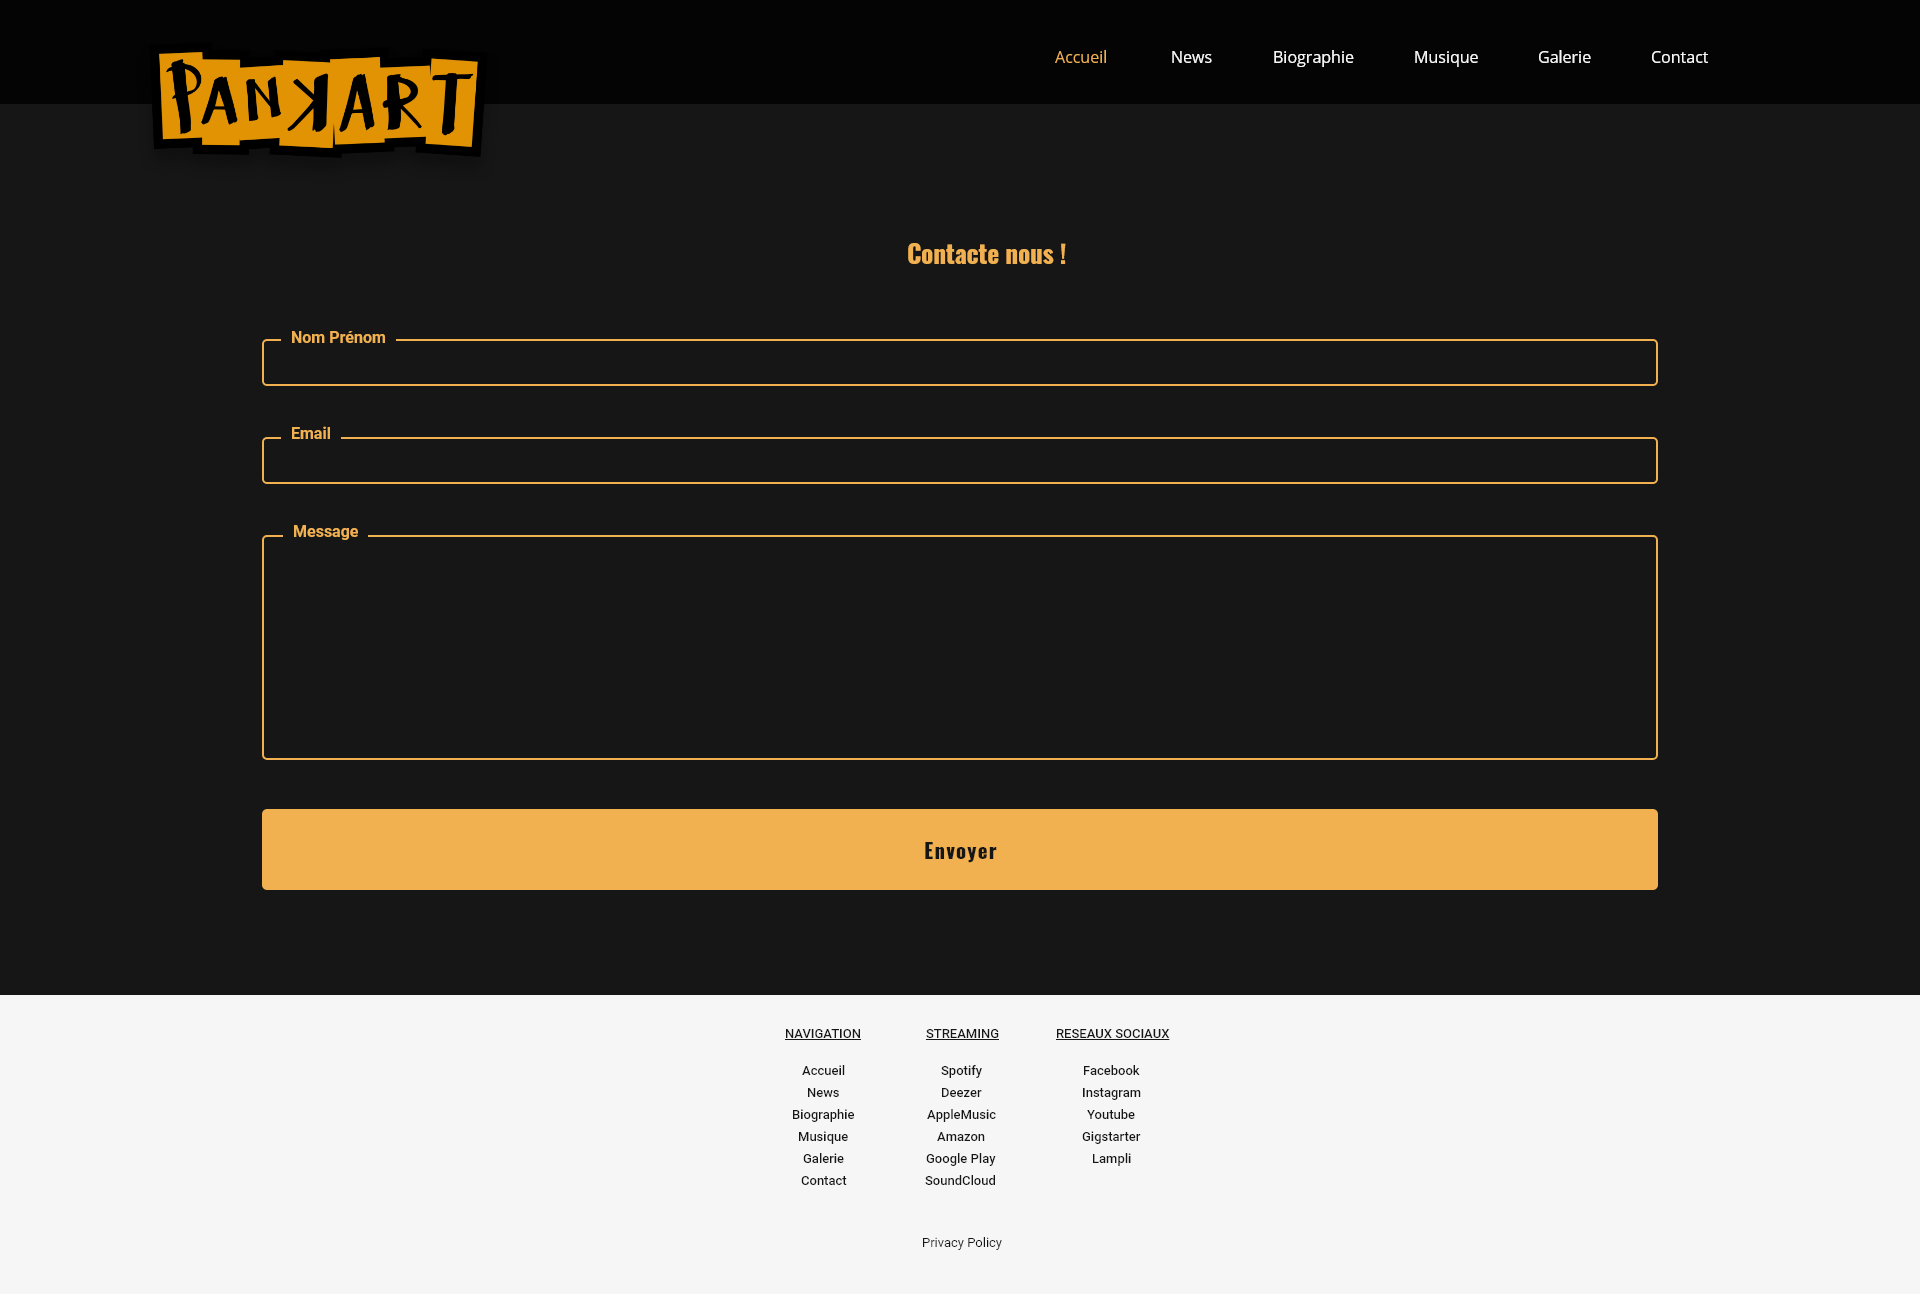 PANKART
Accueil News Biographie Musique Galerie Contact
Contacte nous !
Nom Prénom
Email
Message
Envoyer
NAVIGATION STREAMING RESEAUX SOCIAUX
Accueil Spotify Facebook
News Deezer Instagram
Biographie AppleMusic Youtube
Musique Amazon Gigstarter
Galerie Google Play Lampli
Contact SoundCloud
Privacy Policy